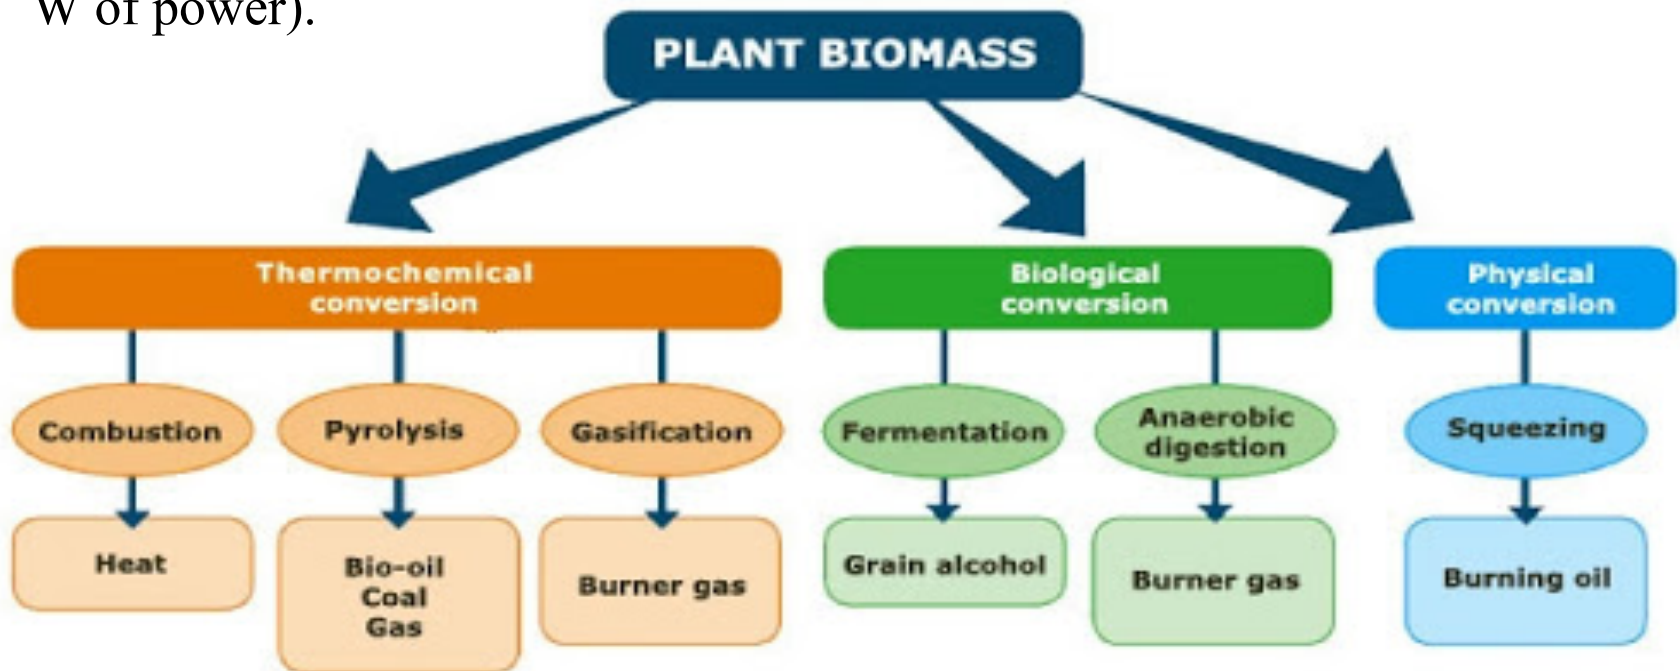 W of power).
PLANT BIOMASS
Thermochemical
conversion
Biological
conversion
Physical
conversion
Combustion
Pyrolysis
Gasification
Fermentation
Anaerobic
digestion
Squeezing
Heat
Bio-oil
Coal
Gas
Burner gas
Grain alcohol
Burner gas
Burning oil